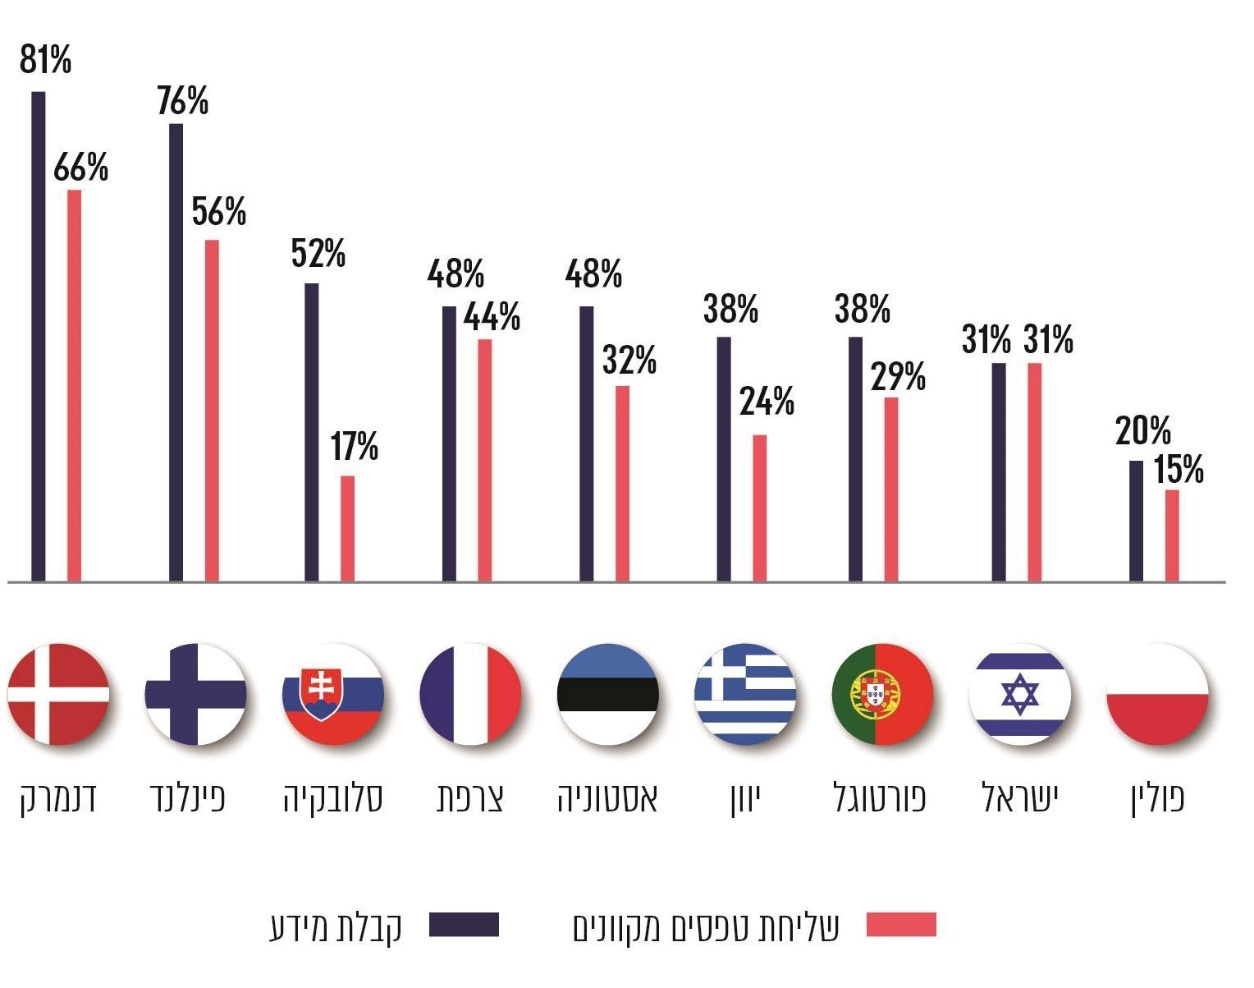 81%
66%
76%
56%
52%
17%
48%
44%
48%
32%
38%
24%
38%
29%
31%
31%
20%
15%
דנמרק
פינלנד
סלובקיה
צרפת
אסטוניה
יוון
פורטוגל
ישראל
פולין
קבלת מידע
שליחת טפסים מקוונים